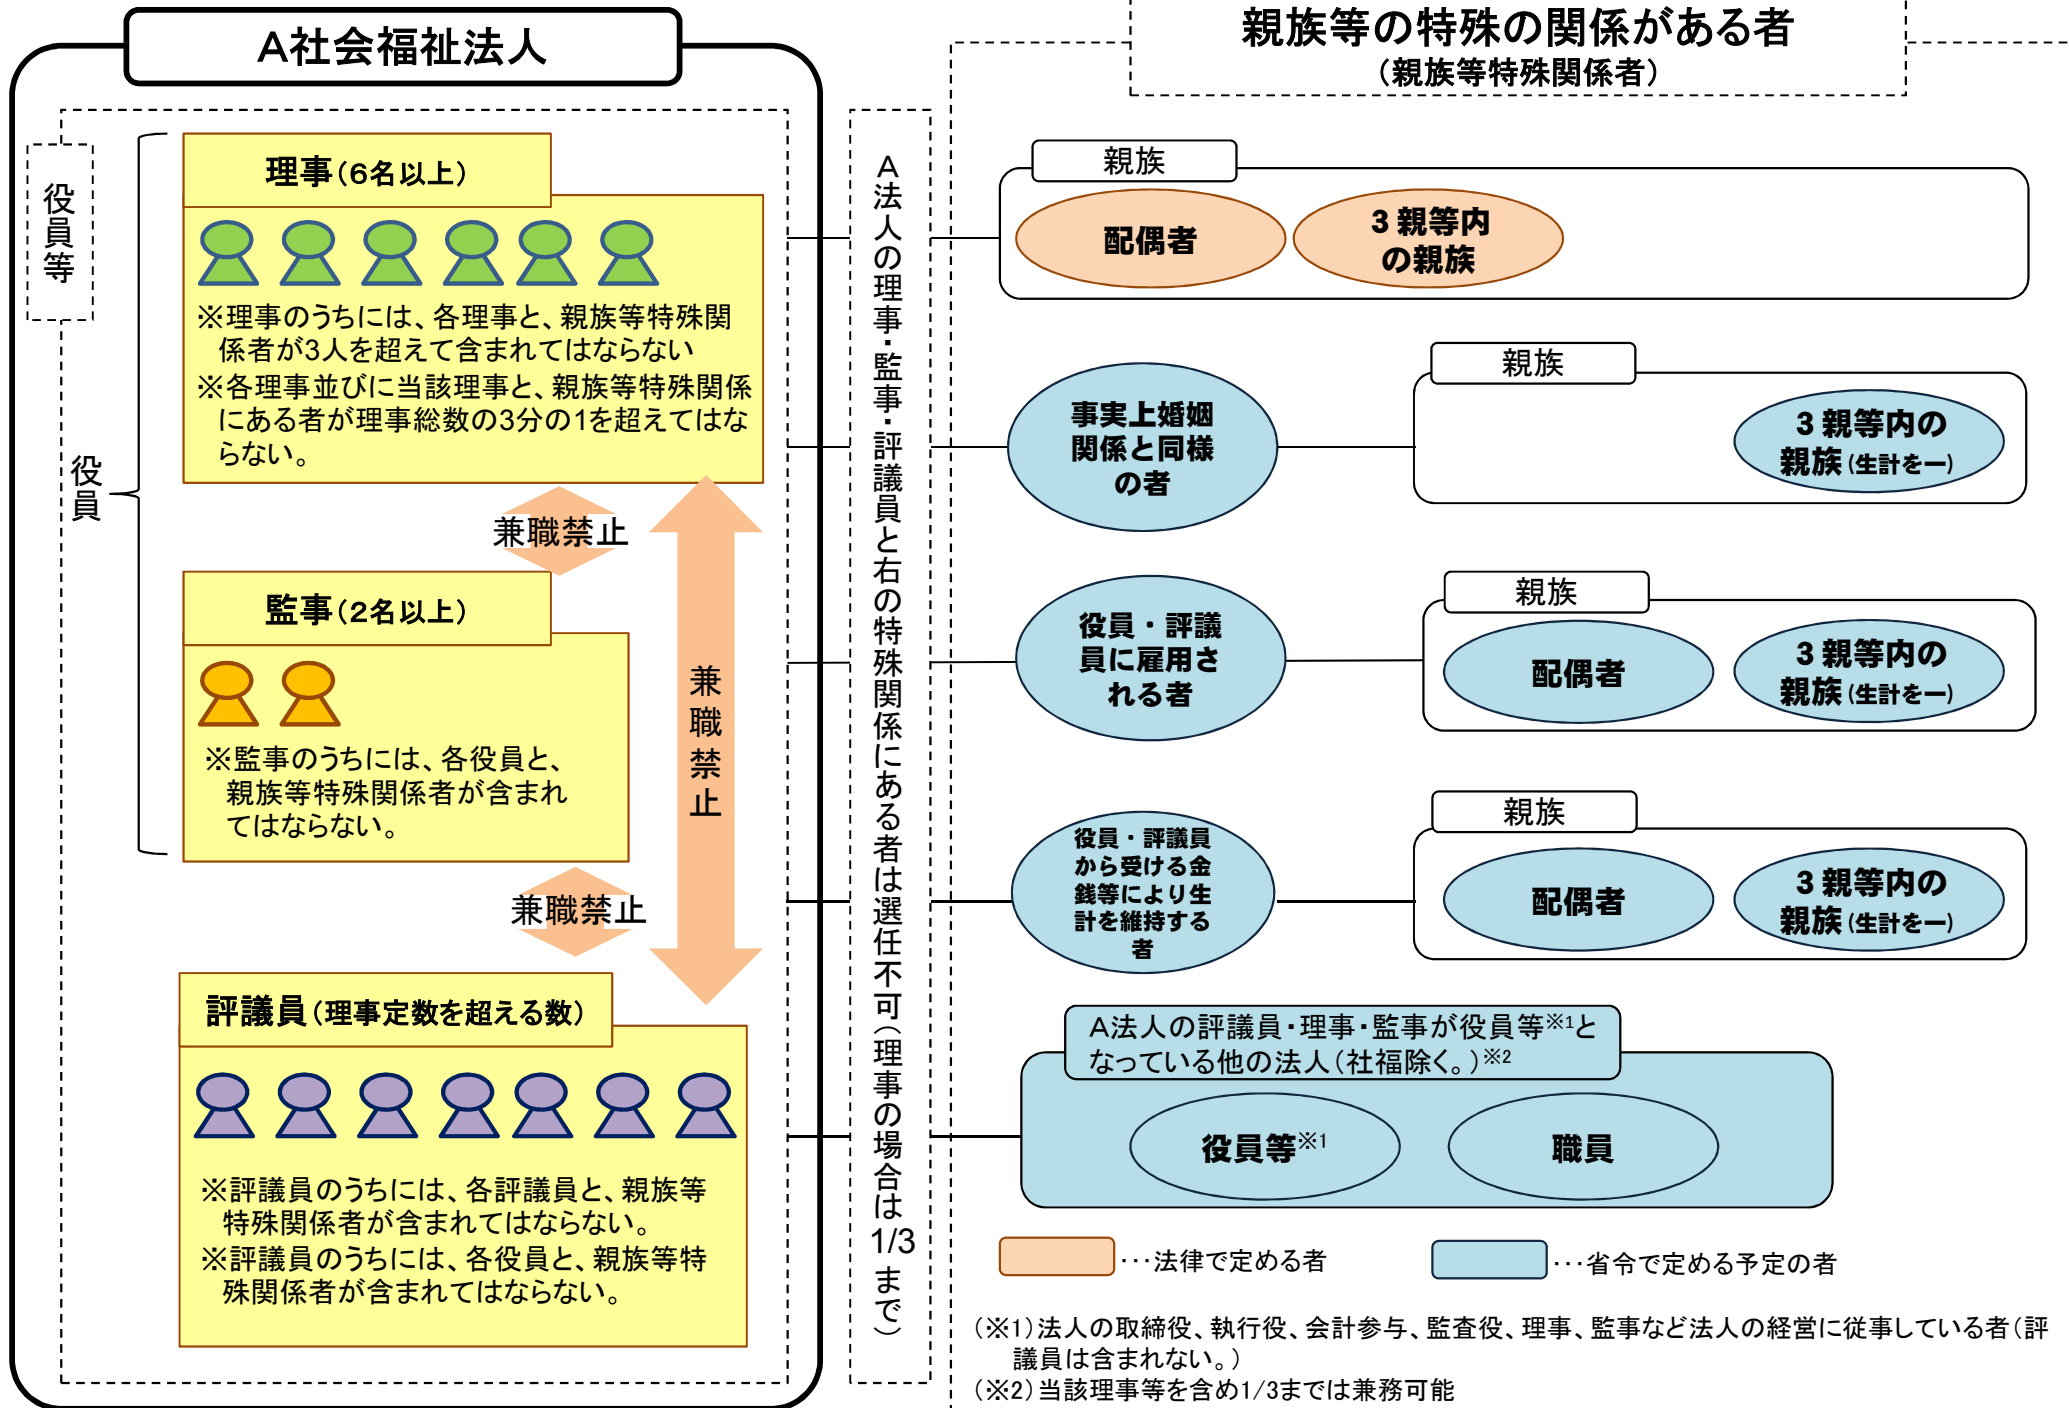 A社会福祉法人
役員等
役員
理事(6名以上)
※理事のうちには、各理事と、親族等特殊関
係者が3人を超えて含まれてはならない
※各理事並びに当該理事と、親族等特殊関係
にある者が理事総数の3分の1を超えてはな
らない。
兼職禁止
監事(2名以上)
※監事のうちには、各役員と、
親族等特殊関係者が含まれ
てはならない。
兼職禁止
兼職禁止
評議員(理事定数を超える数)
※評議員のうちには、各評議員と、親族等
特殊関係者が含まれてはならない。
※評議員のうちには、各役員と、親族等特
殊関係者が含まれてはならない。
A法人の理事・監事・評議員と右の特殊関係にある者は選任不可(理事の場合は1/3まで)
親族等の特殊の関係がある者
(親族等特殊関係者)
親族
配偶者
3親等内
の親族
事実上婚姻
関係と同様
の者
親族
3親等内の
親族(生計を一)
役員・評議
員に雇用さ
れる者
親族
配偶者
3親等内の
親族(生計を一)
役員・評議員
から受ける金
銭等により生
計を維持する
者
親族
配偶者
3親等内の
親族(生計を一)
A法人の評議員・理事・監事が役員等※1と
なっている他の法人(社福除く。)※2
役員等※1
職員
…法律で定める者
…省令で定める予定の者
(※1)法人の取締役、執行役、会計参与、監査役、理事、監事など法人の経営に従事している者(評
議員は含まれない。)
(※2)当該理事等を含め1/3までは兼務可能